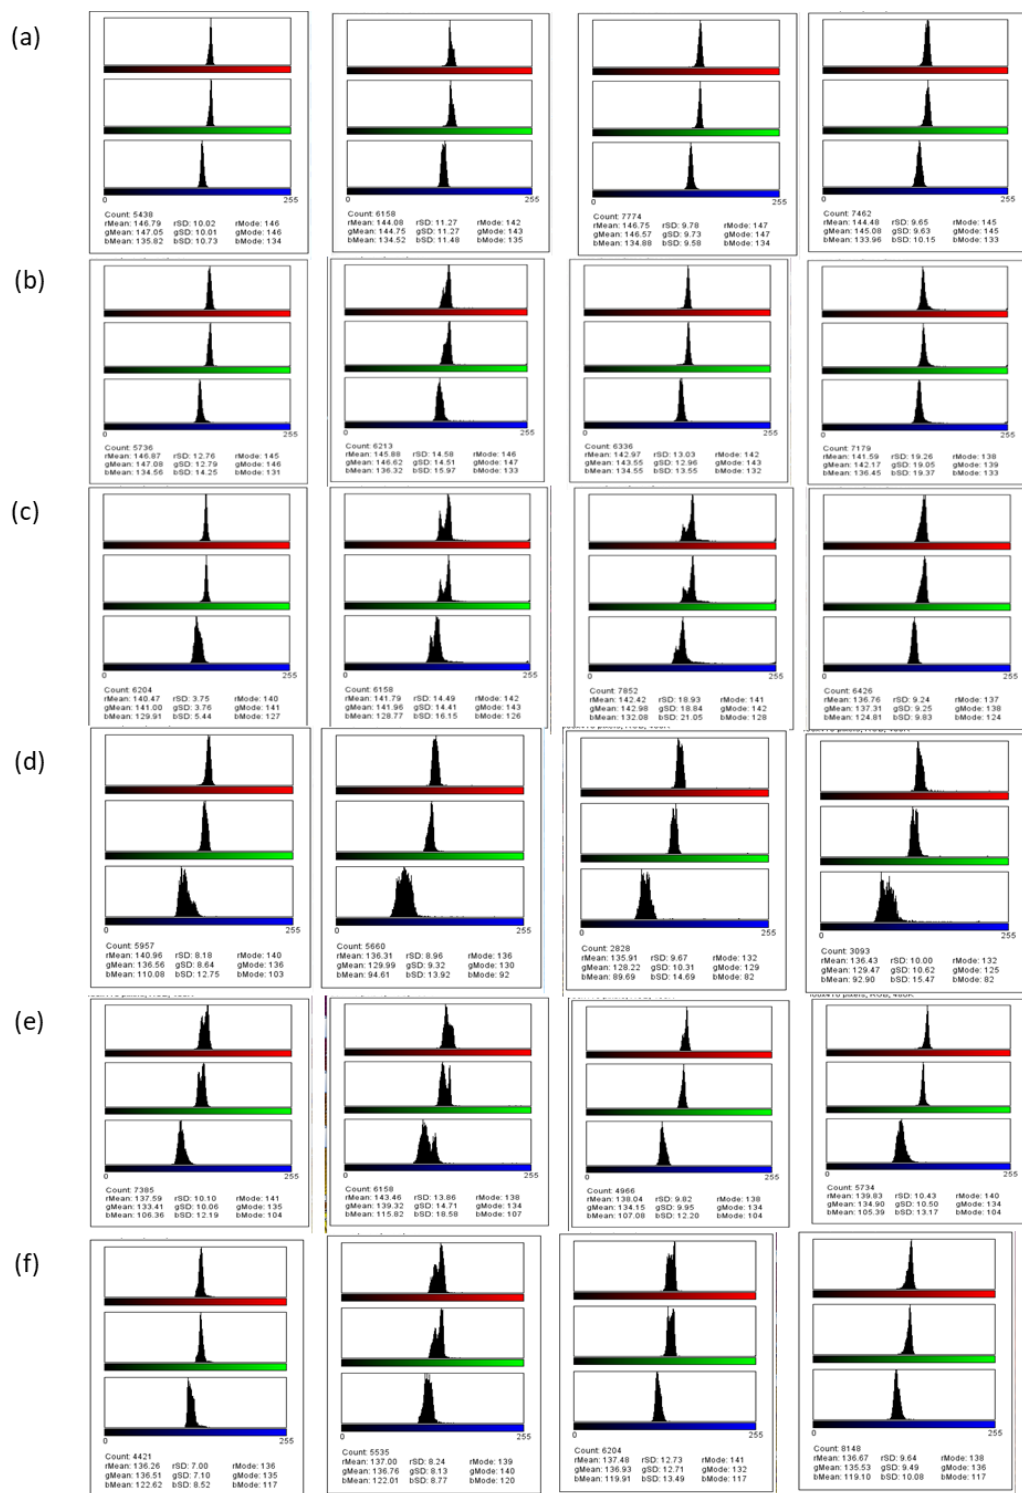 (a)
0 255
Count: 5438
rMean: 146.79 rSD: 10.02 rMode: 146
gMean: 147.05 gSD: 10.01 gMode: 146
bMean: 135.82 bSD: 10.73 bMode: 134
0 255
Count: 6158
rMean: 144.08 rSD: 11.27 rMode: 142
gMean: 144.75 gSD: 11.27 gMode: 143
bMean: 134.52 bSD: 11.48 bMode: 135
0 255
Count: 7774
rMean: 146.75 rSD: 9.78 rMode: 147
gMean: 146.57 gSD: 9.73 gMode: 147
bMean: 134.88 bSD: 9.58 bMode: 134
0 255
Count: 7462
rMean: 144.48 rSD: 9.65 rMode: 145
gMean: 145.08 gSD: 9.63 gMode: 145
bMean: 133.96 bSD: 10.15 bMode: 133
(b)
0 255
Count: 5736
rMean: 146.87 rSD: 12.76 rMode: 145
gMean: 147.08 gSD: 12.79 gMode: 146
bMean: 134.56 bSD: 14.25 bMode: 131
0 255
Count: 6213
rMean: 145.88 rSD: 14.58 rMode: 146
gMean: 146.62 gSD: 14.51 gMode: 147
bMean: 136.32 bSD: 15.97 bMode: 133
0 255
Count: 6336
rMean: 142.97 rSD: 13.03 rMode: 142
gMean: 143.55 gSD: 12.96 gMode: 143
bMean: 134.55 bSD: 13.55 bMode: 132
0 255
Count: 7179
rMean: 141.59 rSD: 19.26 rMode: 138
gMean: 142.17 gSD: 19.05 gMode: 139
bMean: 136.45 bSD: 19.37 bMode: 133
(c)
0 255
Count: 6204
rMean: 140.47 rSD: 3.75 rMode: 140
gMean: 141.00 gSD: 3.76 gMode: 141
bMean: 129.91 bSD: 5.44 bMode: 127
0 255
Count: 6158
rMean: 141.79 rSD: 14.49 rMode: 142
gMean: 141.96 gSD: 14.41 gMode: 143
bMean: 128.77 bSD: 16.15 bMode: 126
0 255
Count: 7852
rMean: 142.42 rSD: 18.93 rMode: 141
gMean: 142.98 gSD: 18.84 gMode: 142
bMean: 132.08 bSD: 21.05 bMode: 128
0 255
Count: 6426
rMean: 136.76 rSD: 9.24 rMode: 137
gMean: 137.31 gSD: 9.25 gMode: 138
bMean: 124.81 bSD: 9.83 bMode: 124
(d)
0 255
Count: 5957
rMean: 140.96 rSD: 8.18 rMode: 140
gMean: 136.56 gSD: 8.64 gMode: 136
bMean: 110.08 bSD: 12.75 bMode: 103
0 255
Count: 5660
rMean: 136.31 rSD: 8.96 rMode: 136
gMean: 129.99 gSD: 9.32 gMode: 130
bMean: 94.61 bSD: 13.92 bMode: 92
0 255
Count: 2828
rMean: 135.91 rSD: 9.67 rMode: 132
gMean: 128.22 gSD: 10.31 gMode: 129
bMean: 89.69 bSD: 14.69 bMode: 82
0 255
Count: 3093
rMean: 136.43 rSD: 10.00 rMode: 132
gMean: 129.47 gSD: 10.62 gMode: 125
bMean: 92.90 bSD: 15.47 bMode: 82
(e)
0 255
Count: 7385
rMean: 137.59 rSD: 10.10 rMode: 141
gMean: 133.41 gSD: 10.06 gMode: 135
bMean: 106.36 bSD: 12.19 bMode: 104
0 255
Count: 6158
rMean: 143.46 rSD: 13.86 rMode: 138
gMean: 139.32 gSD: 14.71 gMode: 134
bMean: 115.82 bSD: 18.58 bMode: 107
0 255
Count: 4966
rMean: 138.04 rSD: 9.82 rMode: 138
gMean: 134.15 gSD: 9.95 gMode: 134
bMean: 107.08 bSD: 12.20 bMode: 104
0 255
Count: 5734
rMean: 139.83 rSD: 10.43 rMode: 140
gMean: 134.90 gSD: 10.50 gMode: 134
bMean: 105.39 bSD: 13.17 bMode: 104
(f)
0 255
Count: 4421
rMean: 136.26 rSD: 7.00 rMode: 136
gMean: 136.51 gSD: 7.10 gMode: 135
bMean: 122.62 bSD: 8.52 bMode: 117
0 255
Count: 5535
rMean: 137.00 rSD: 8.24 rMode: 139
gMean: 136.76 gSD: 8.13 gMode: 140
bMean: 122.01 bSD: 8.77 bMode: 120
0 255
Count: 6204
rMean: 137.48 rSD: 12.73 rMode: 141
gMean: 136.93 gSD: 12.71 gMode: 132
bMean: 119.91 bSD: 13.49 bMode: 117
0 255
Count: 8148
rMean: 136.67 rSD: 9.64 rMode: 138
gMean: 135.53 gSD: 9.49 gMode: 136
bMean: 119.10 bSD: 10.08 bMode: 117